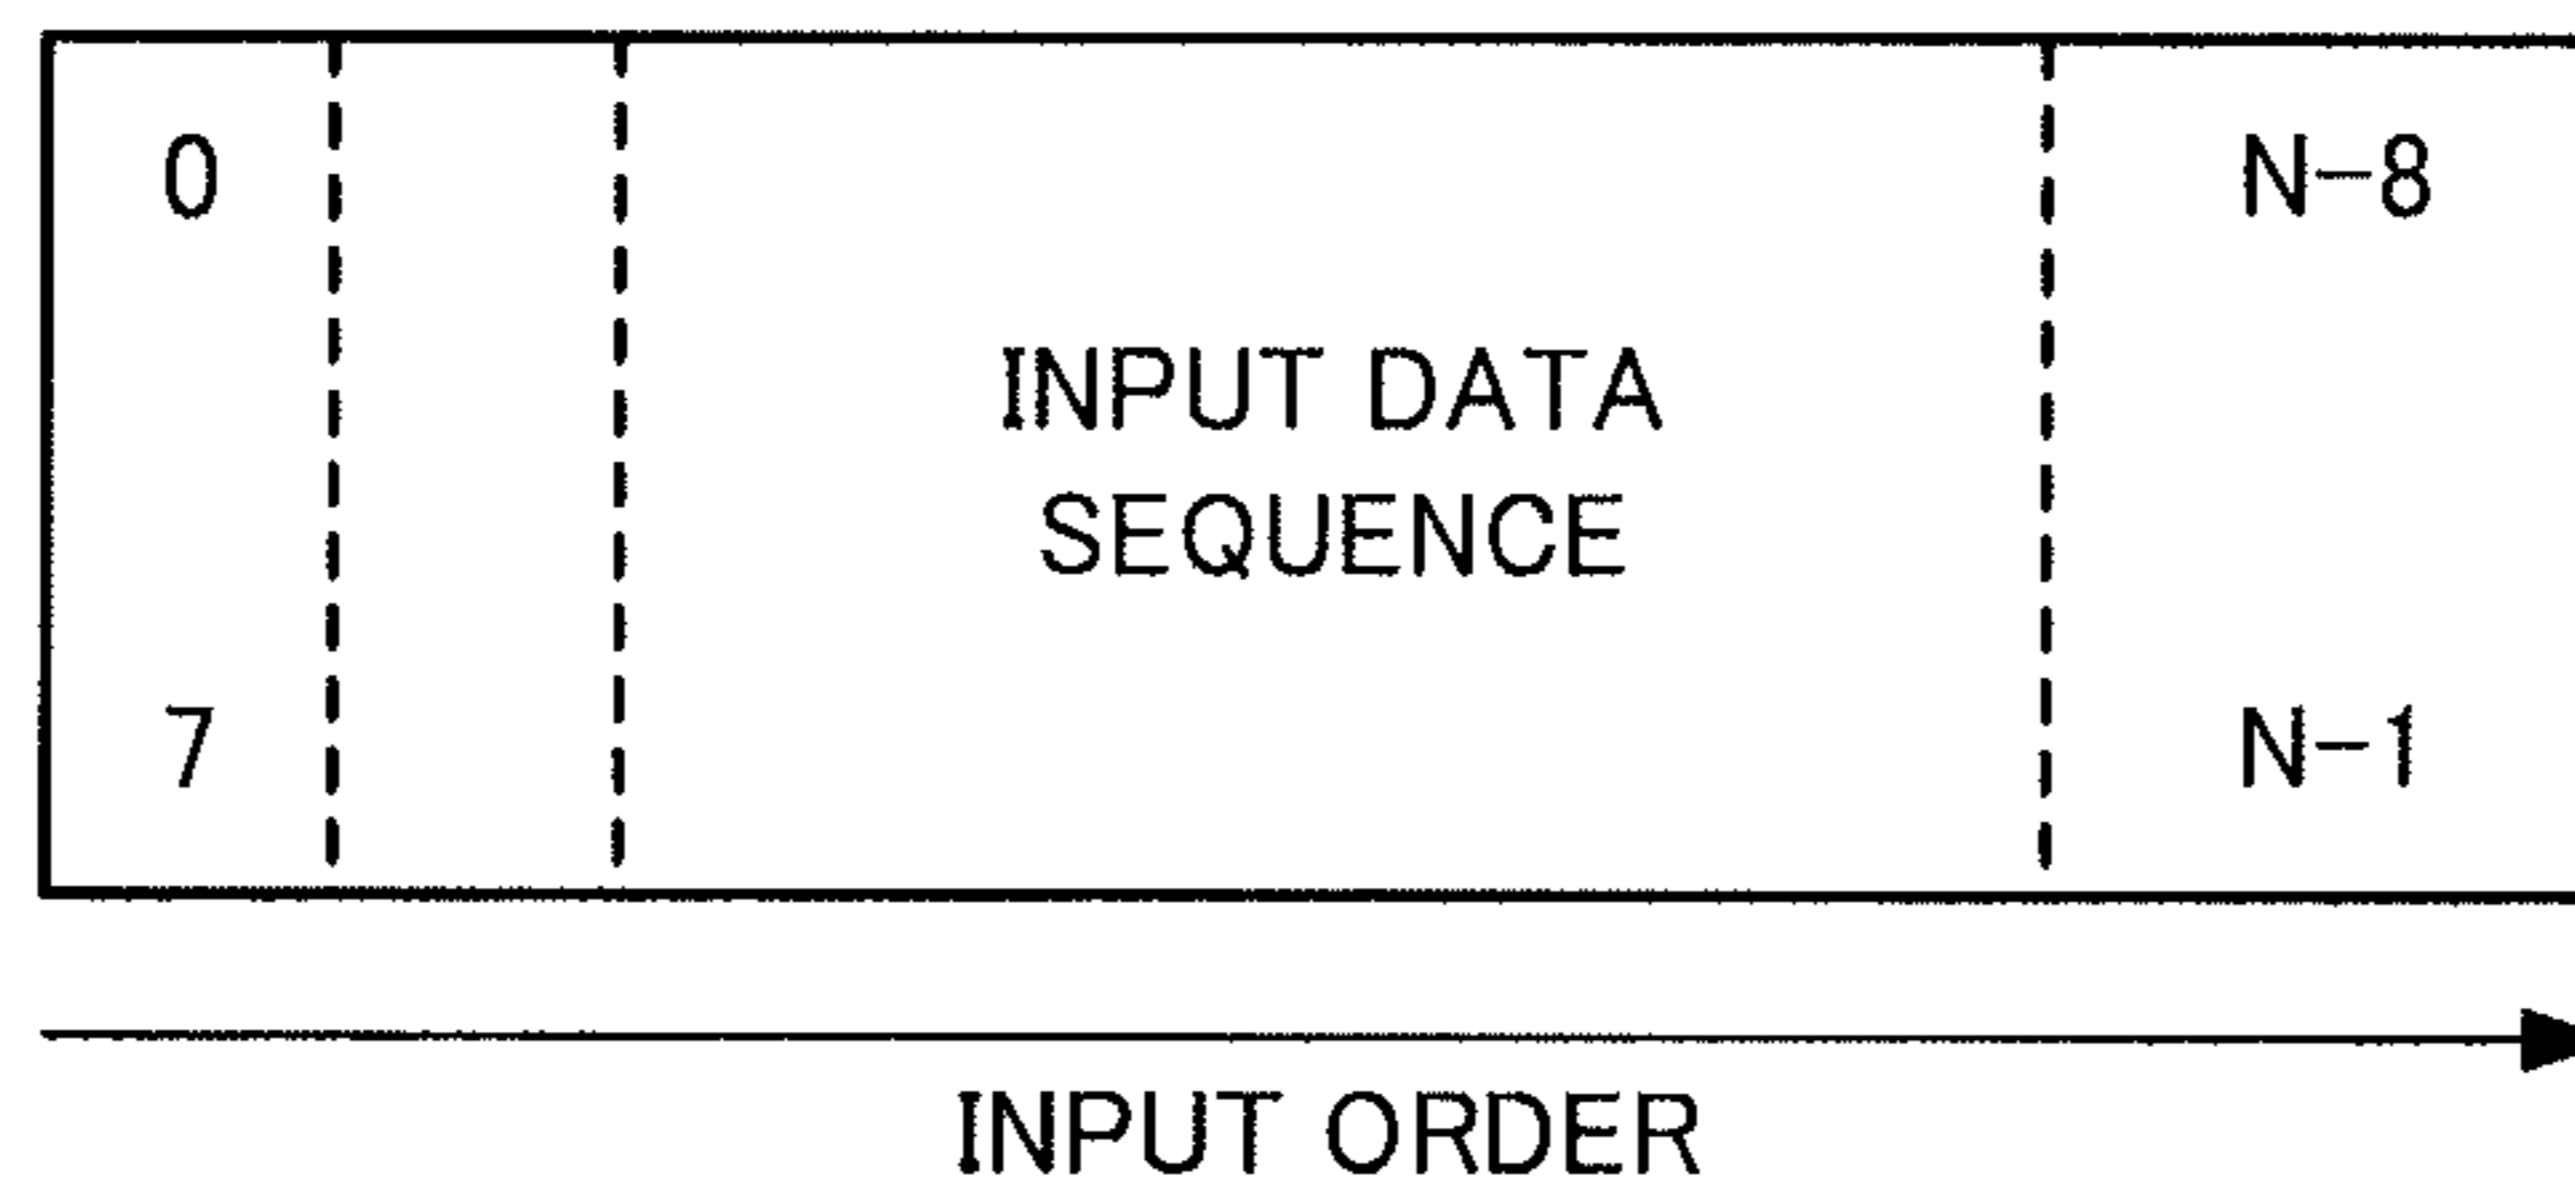 0 N-8
INPUT DATA
SEQUENCE
7 N-1
INPUT ORDER